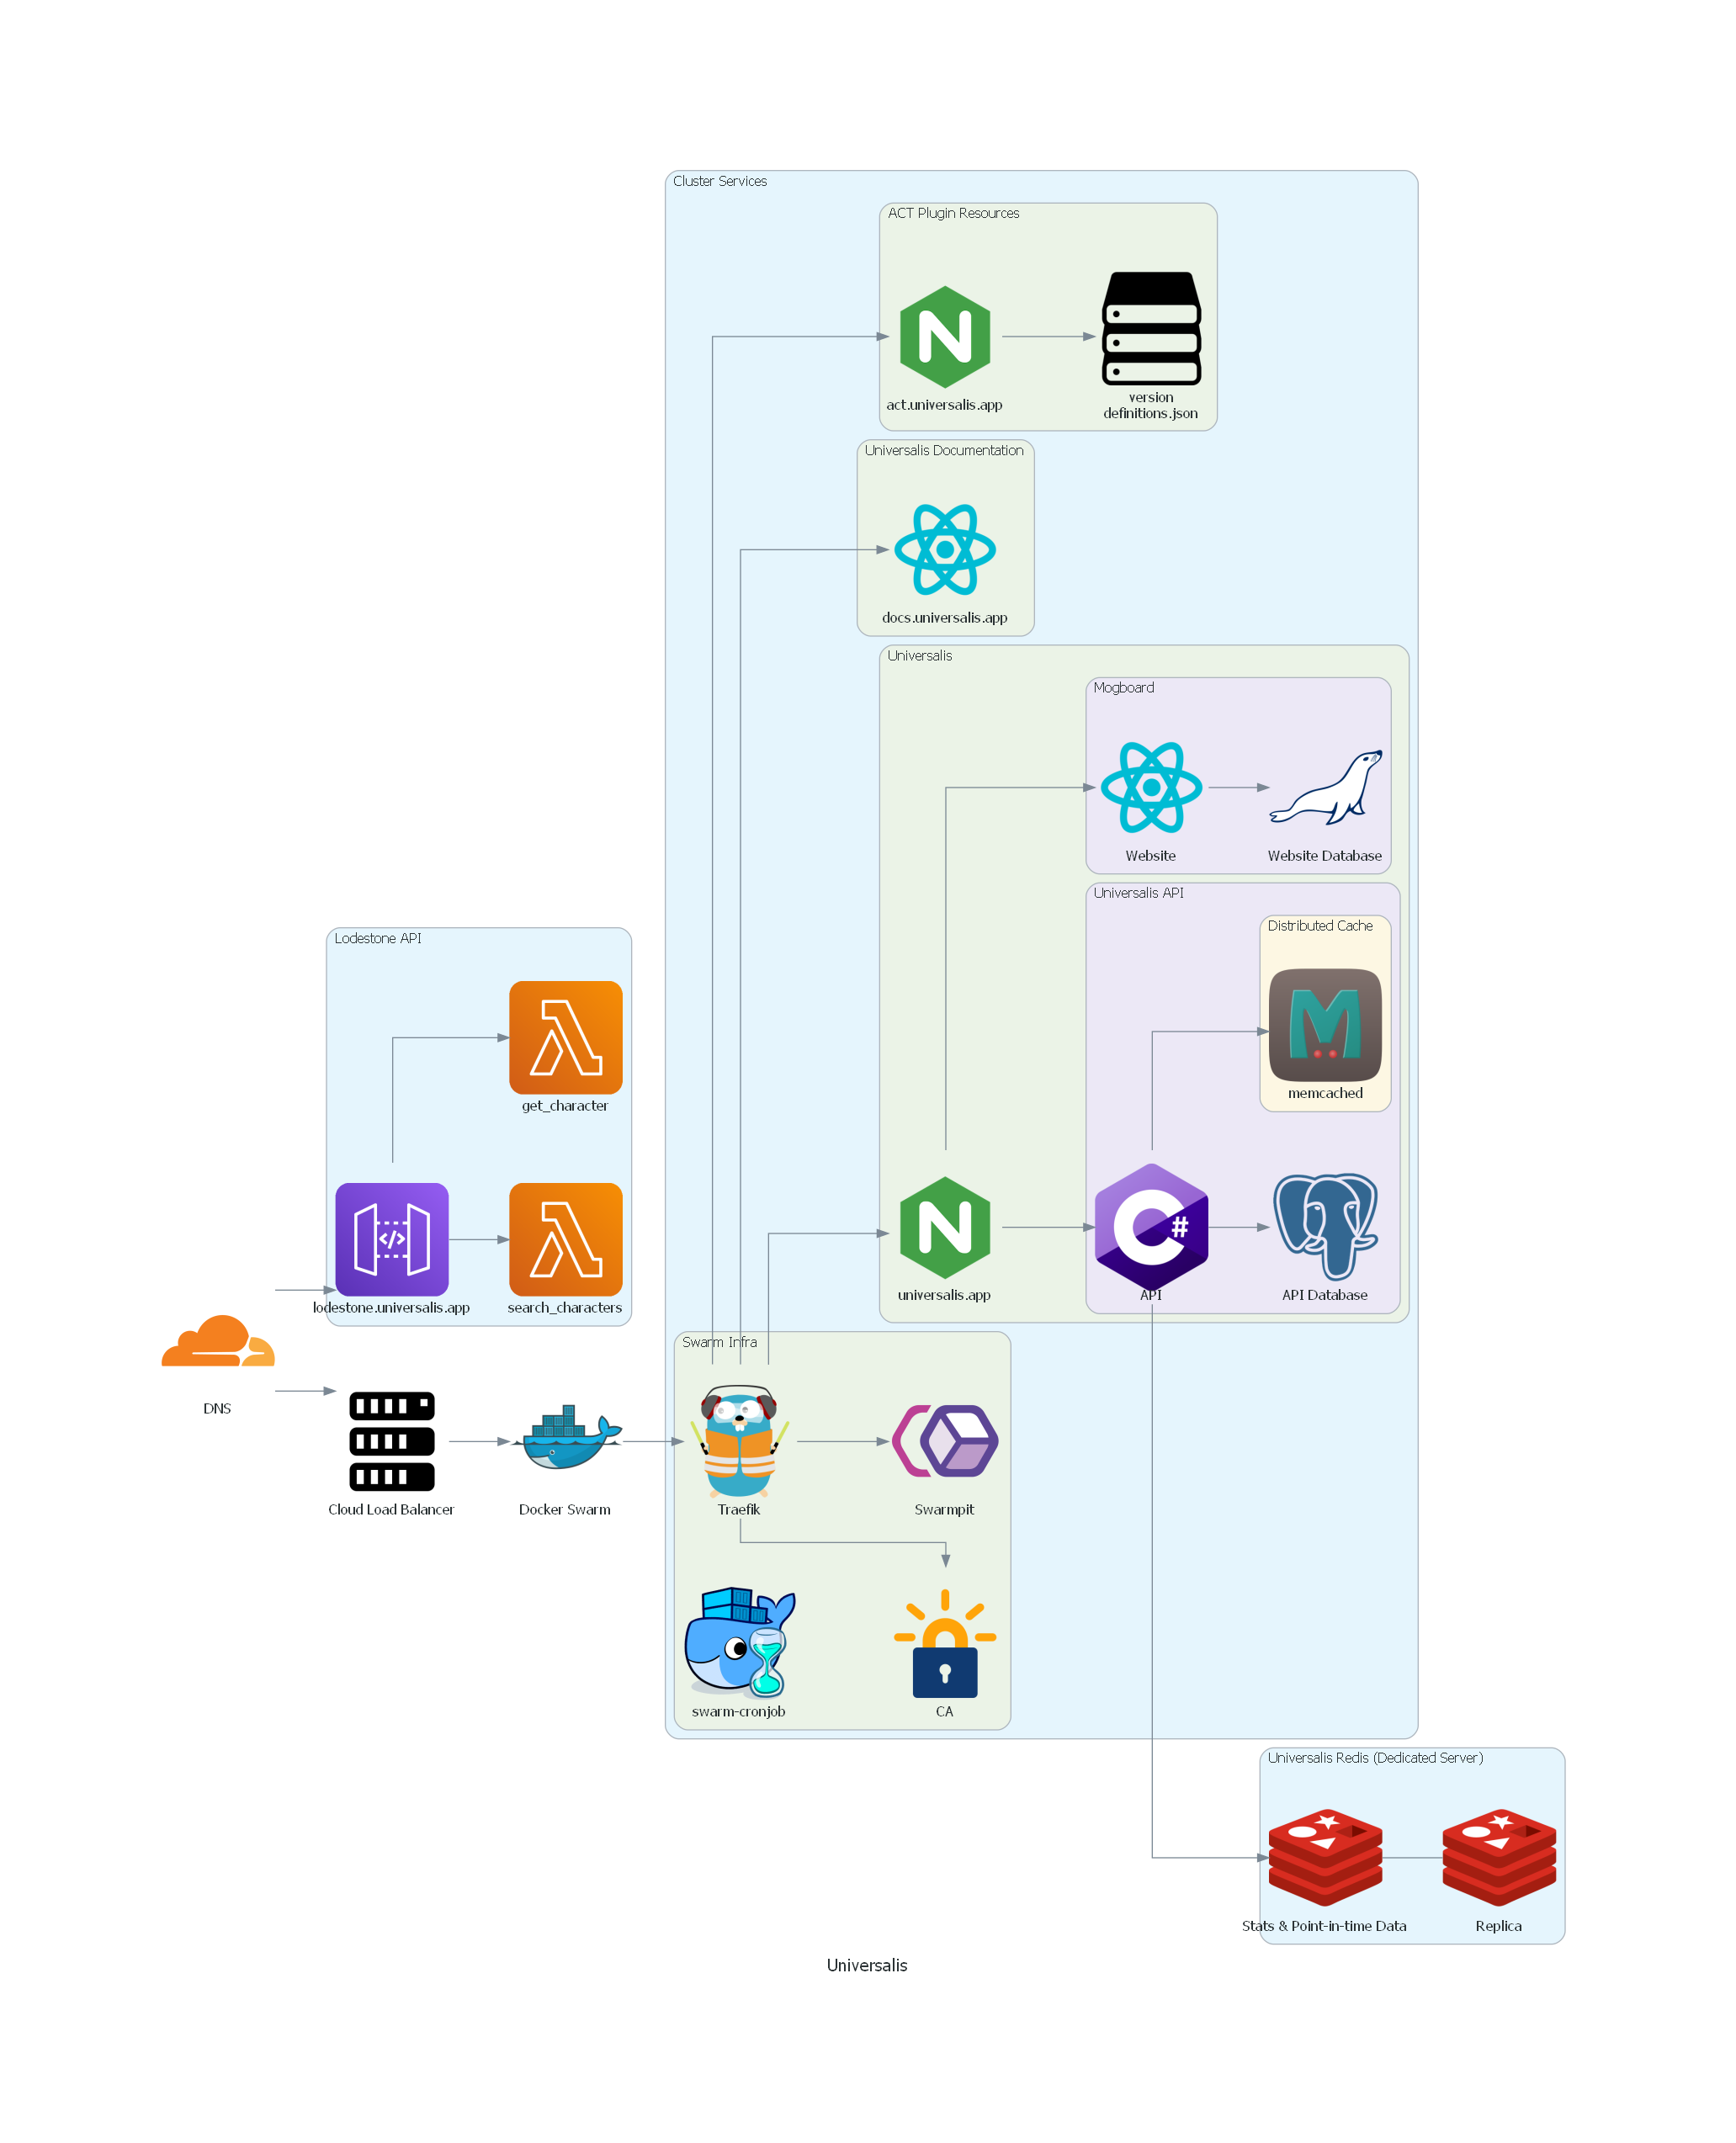 Cluster Services
ACT Plugin Resources
act.universalis.app
version
definitions.json
Universalis Documentation
docs.universalis.app
Universalis
Mogboard
Website
Website Database
Universalis API
Distributed Cache
memcached
Lodestone API
get_character
lodestone.universalis.app
search_characters
universalis.app
API
API Database
Swarm Infra
DNS
Cloud Load Balancer
Docker Swarm
Traefik
Swarmpit
swarm-cronjob
CA
Universalis Redis (Dedicated Server)
Stats & Point-in-time Data
Replica
Universalis